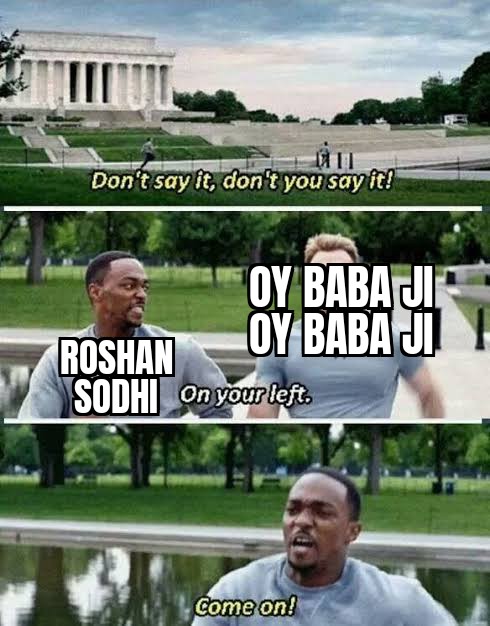 Don't say it, don't you say it!
OY BABA JI
OY BABA JI
ROSHAN
SODHI
On your left.
Come on!